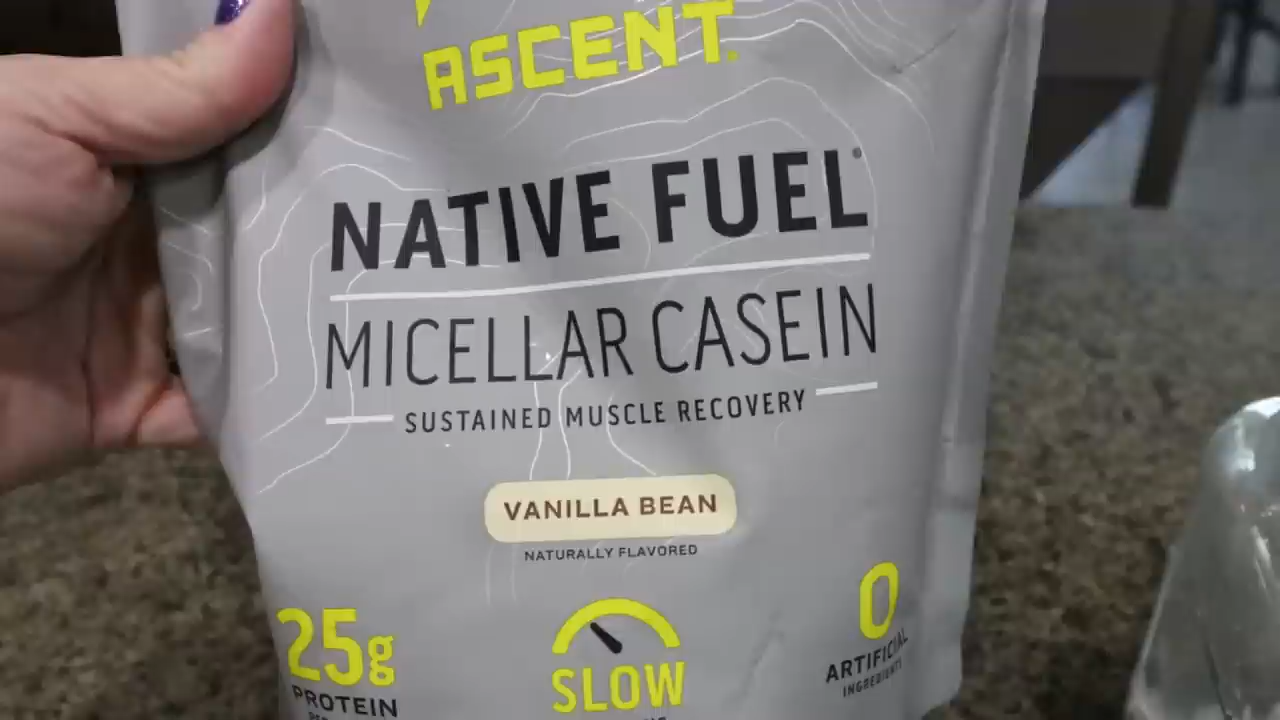 ASCENT.
NATIVE FUEL®
MICELLAR CASEIN
SUSTAINED MUSCLE RECOVERY
VANILLA BEAN
NATURALLY FLAVORED
25g
PROTEIN
SLOW
0
ARTIFICIAL
INGREDIENTS